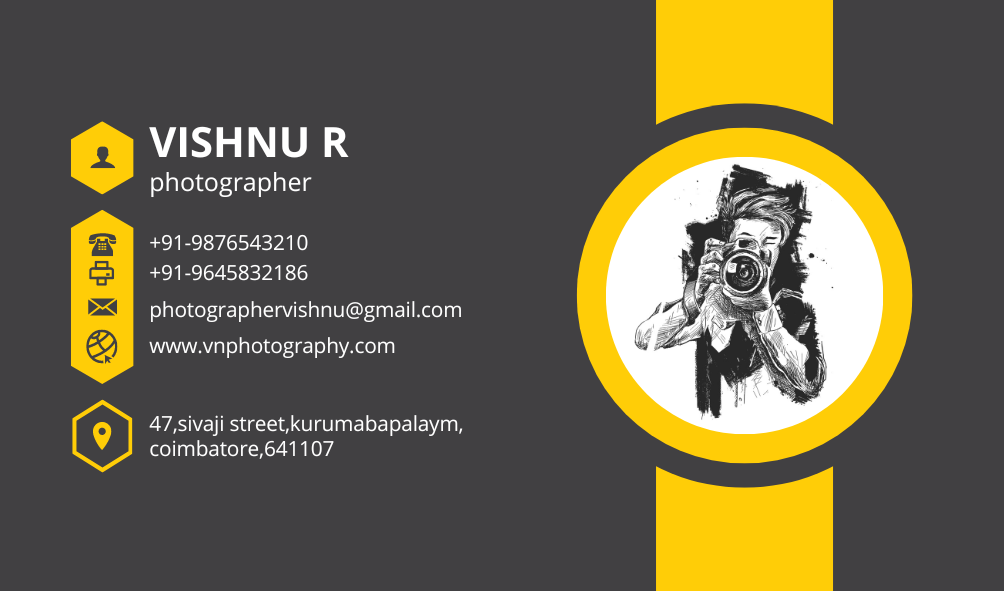 VISHNU R
photographer
+91-9876543210
+91-9645832186
photographervishnu@gmail.com
www.vnphotography.com
47,sivaji street,kurumabapalaym,
coimbatore,641107